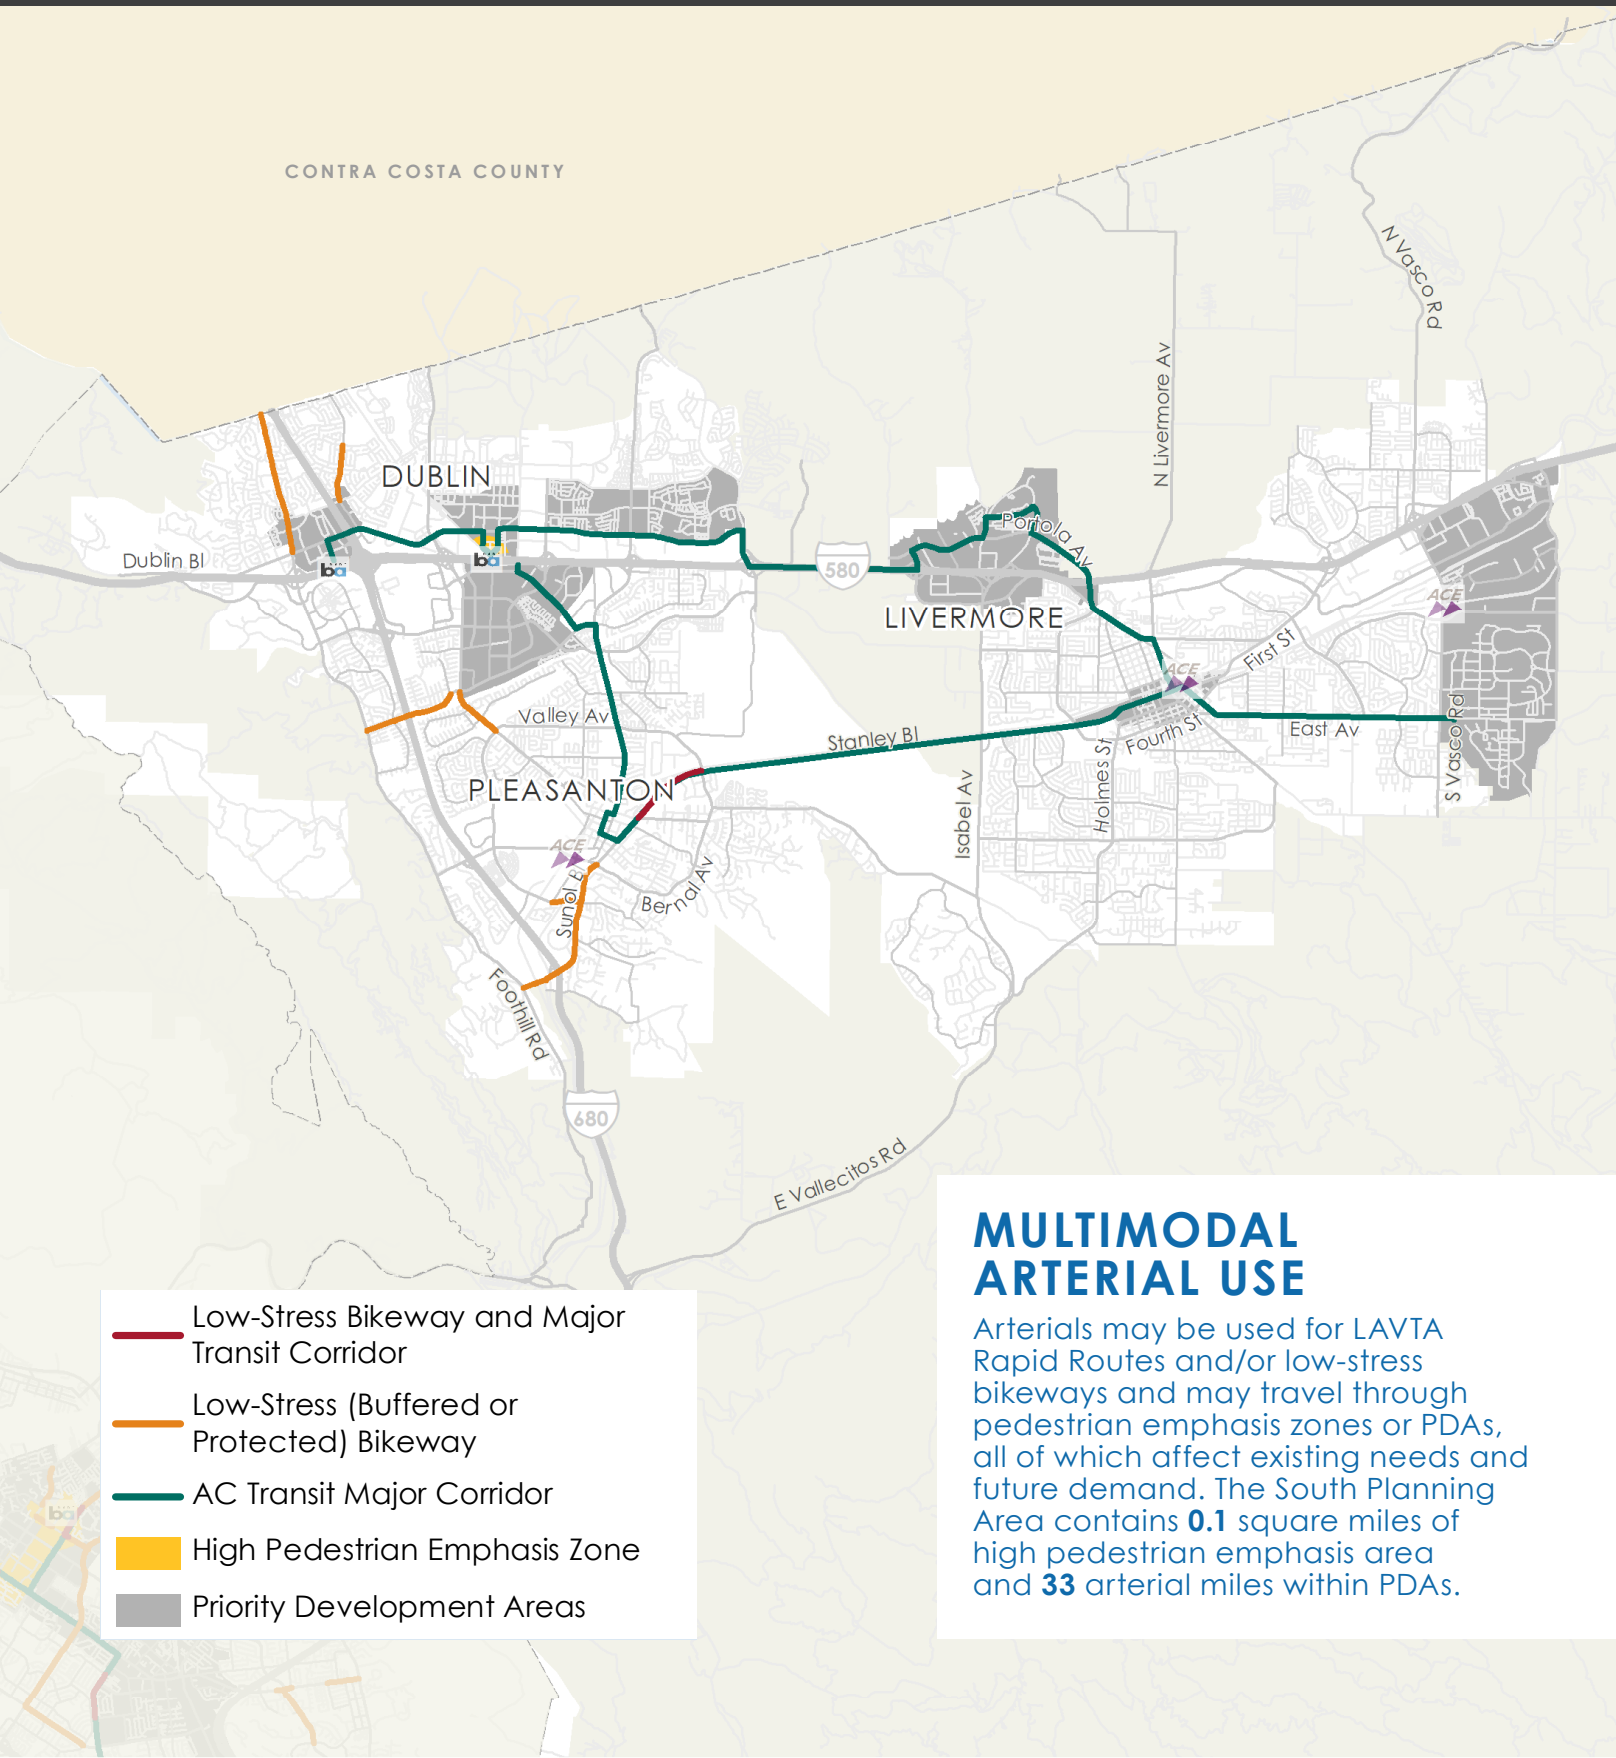 CONTRA COSTA COUNTY
N Vasco Rd
N Livermore Av
DUBLIN
Dublin Bl
ba
ba
580
Portola Av
LIVERMORE
ACE
First St
ACE
Valley Av
Stanley Bl
Fourth St
East Av
S Vasco Rd
PLEASANTON
Isabel Av
Holmes St
ACE
Sunol Bl
Bernal Av
Foothill Rd
680
E Vallecitos Rd
MULTIMODAL
ARTERIAL USE
Arterials may be used for LAVTA
Rapid Routes and/or low-stress
bikeways and may travel through
pedestrian emphasis zones or PDAs,
all of which affect existing needs and
future demand. The South Planning
Area contains 0.1 square miles of
high pedestrian emphasis area
and 33 arterial miles within PDAs.
Low-Stress Bikeway and Major
Transit Corridor
Low-Stress (Buffered or
Protected) Bikeway
AC Transit Major Corridor
High Pedestrian Emphasis Zone
Priority Development Areas
ba